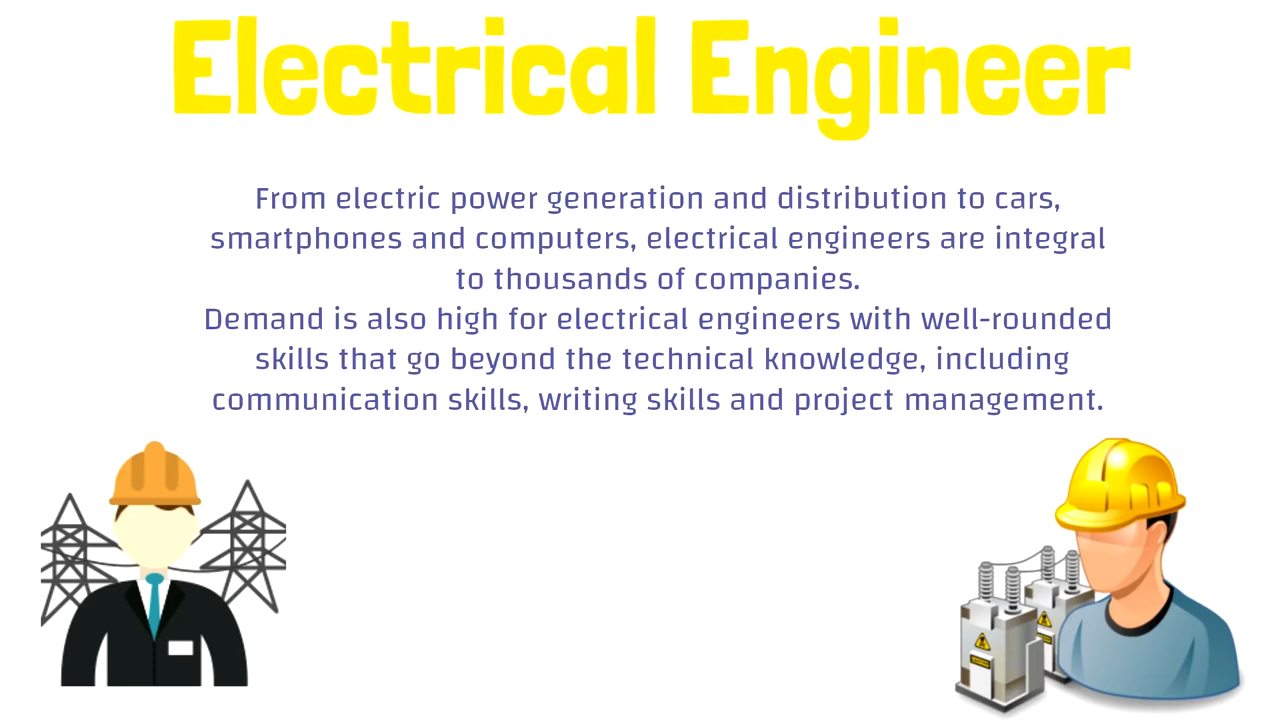 Electrical Engineer
From electric power generation and distribution to cars,
smartphones and computers, electrical engineers are integral
to thousands of companies.
Demand is also high for electrical engineers with well-rounded
skills that go beyond the technical knowledge, including
communication skills, writing skills and project management.